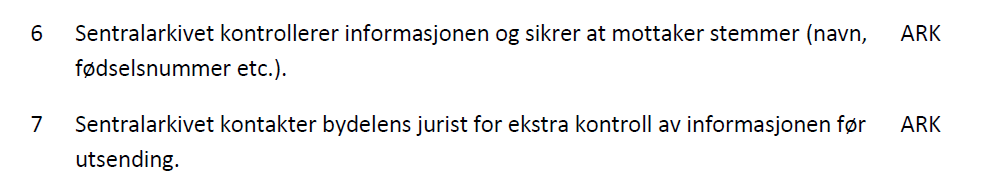 6 Sentralarkivet kontrollerer informasjonen og sikrer at mottaker stemmer (navn, ARK
fødselsnummer etc.).
7 Sentralarkivet kontakter bydelens jurist for ekstra kontroll av informasjonen før ARK
utsending.